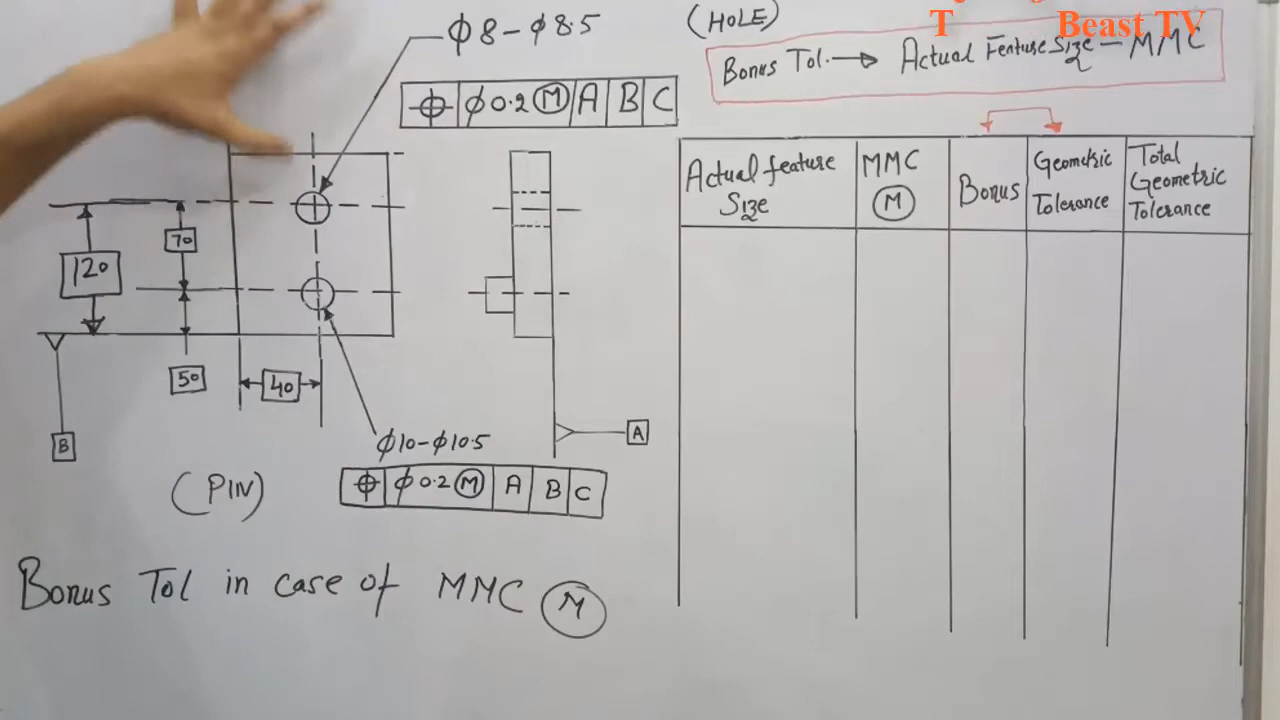 T Beast TV
(HOLE)
Bonus Tol. → Actual Feature Size – MMC
Φ8 – Φ8.5
⌖ Φ0.2 Ⓜ A B C
Actual feature Size
MMC Ⓜ
Bonus
Geometric Tolerance
Total Geometric Tolerance
120
70
50
40
B
A
Φ10 – Φ10.5
⌖ Φ0.2 Ⓜ A B C
(PIN)
Bonus Tol in case of MMC Ⓜ